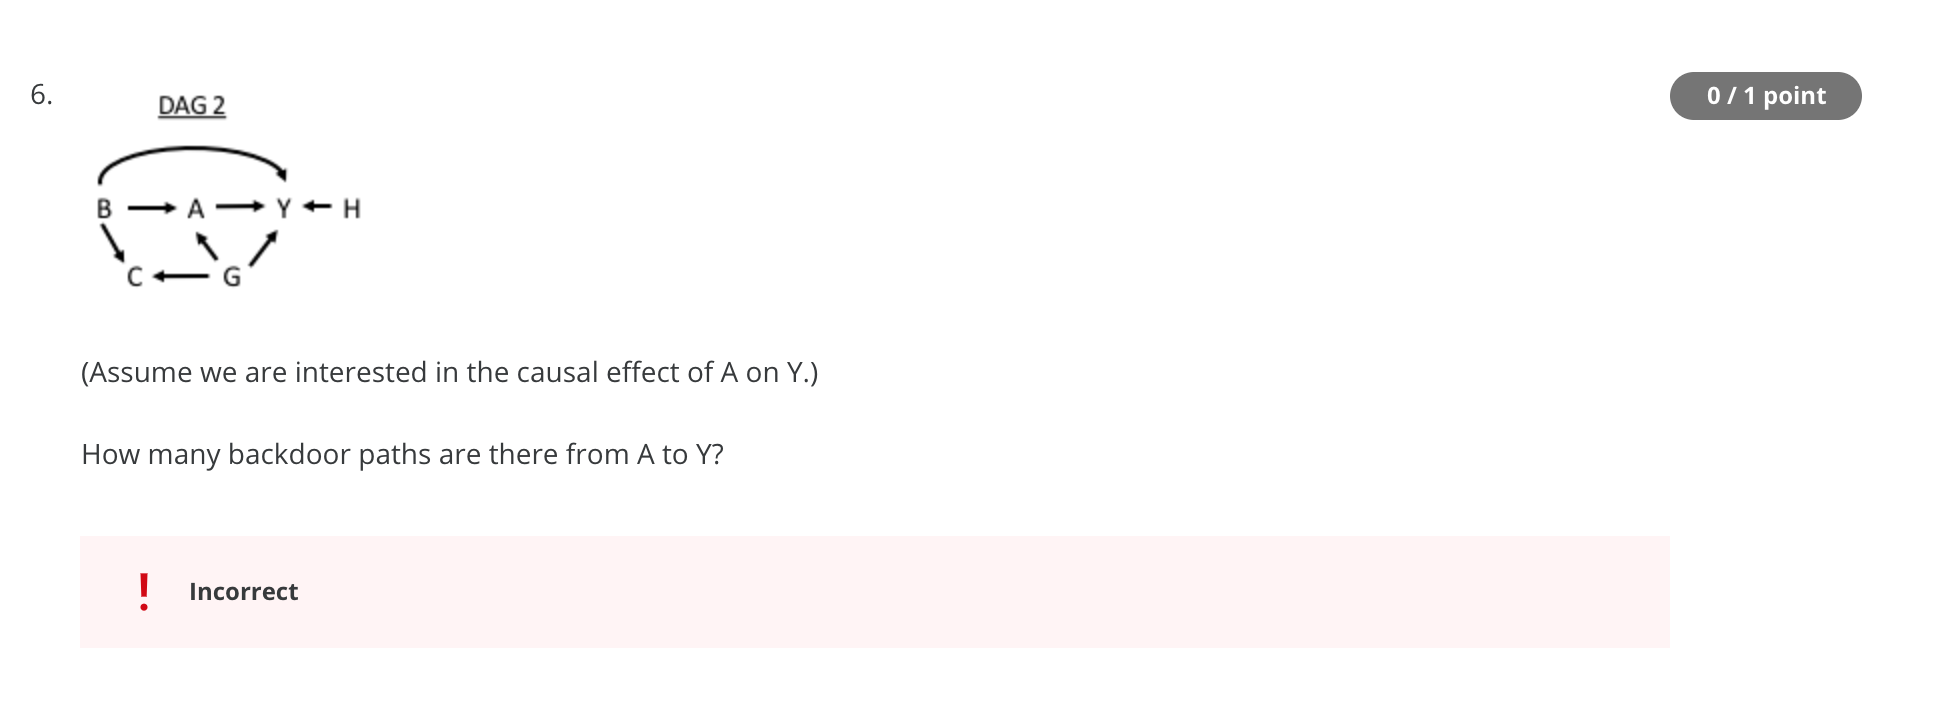 6.
0 / 1 point
DAG 2
B A Y H
C G
(Assume we are interested in the causal effect of A on Y.)
How many backdoor paths are there from A to Y?
! Incorrect